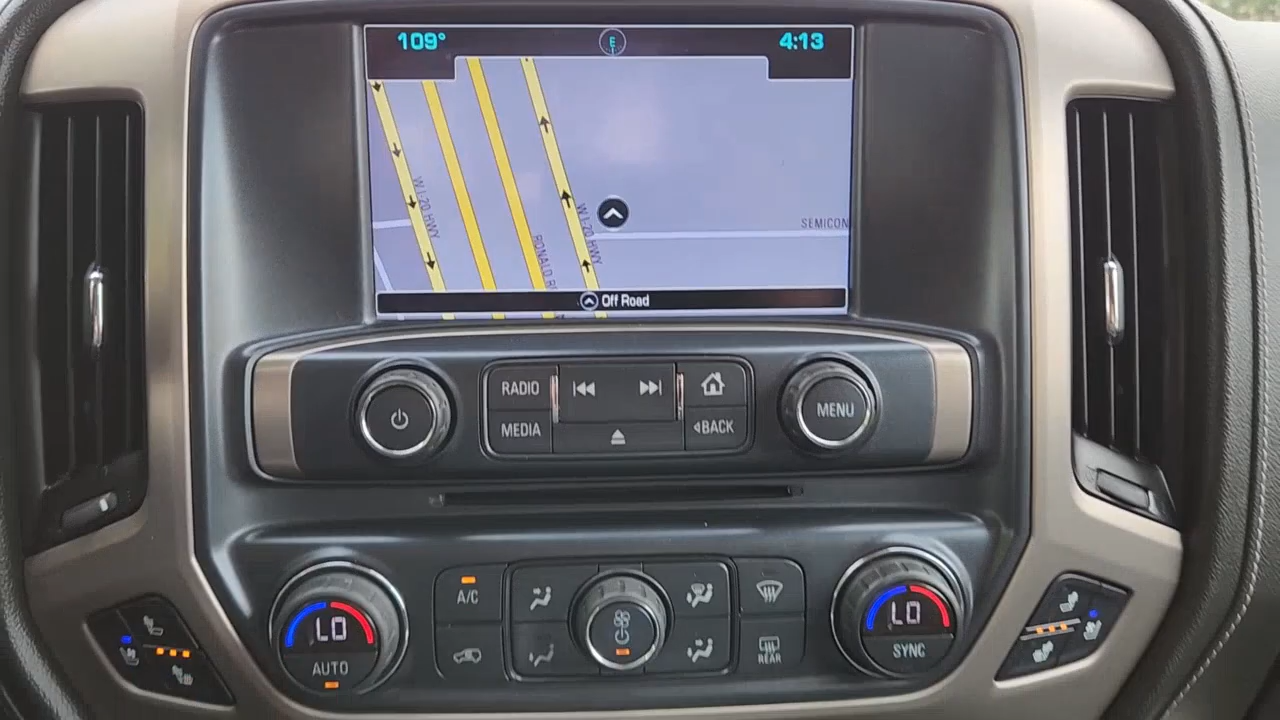 109° E 4:13
W I-20 HWY
W I-20 HWY
RONALD
SEMICON
Off Road
RADIO
MEDIA
BACK
MENU
LO
AUTO
A/C
REAR
LO
SYNC